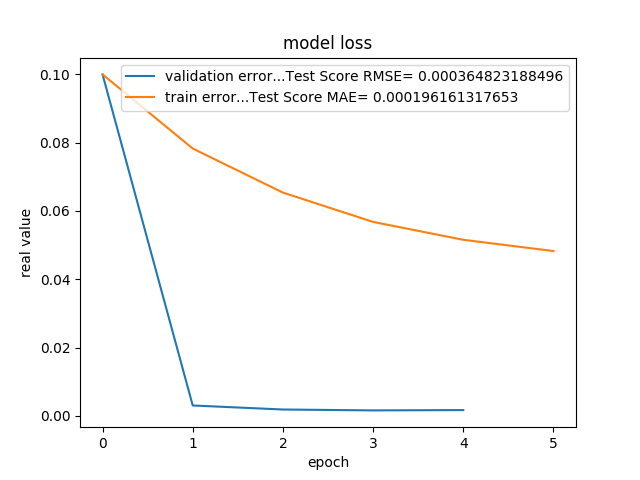 model loss
validation error...Test Score RMSE= 0.000364823188496
train error...Test Score MAE= 0.000196161317653
0.10
0.08
0.06
0.04
0.02
0.00
real value
0 1 2 3 4 5
epoch